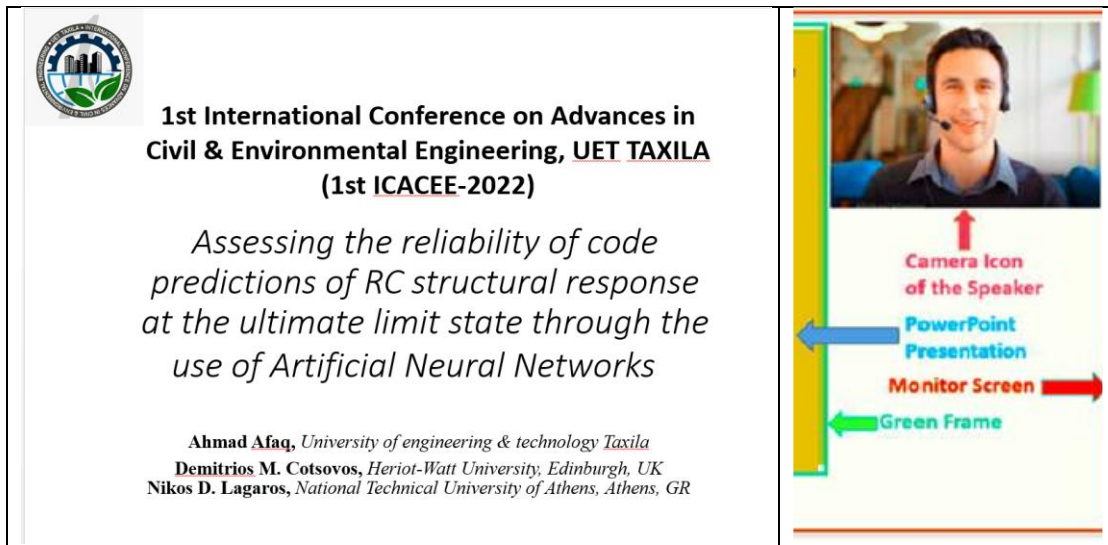 1st International Conference on Advances in
Civil & Environmental Engineering, UET TAXILA
(1st ICACEE-2022)
Assessing the reliability of code
predictions of RC structural response
at the ultimate limit state through the
use of Artificial Neural Networks
Ahmad Afaq, University of engineering & technology Taxila
Demitrios M. Cotsovos, Heriot-Watt University, Edinburgh, UK
Nikos D. Lagaros, National Technical University of Athens, Athens, GR
Camera Icon
of the Speaker
PowerPoint
Presentation
Monitor Screen
Green Frame